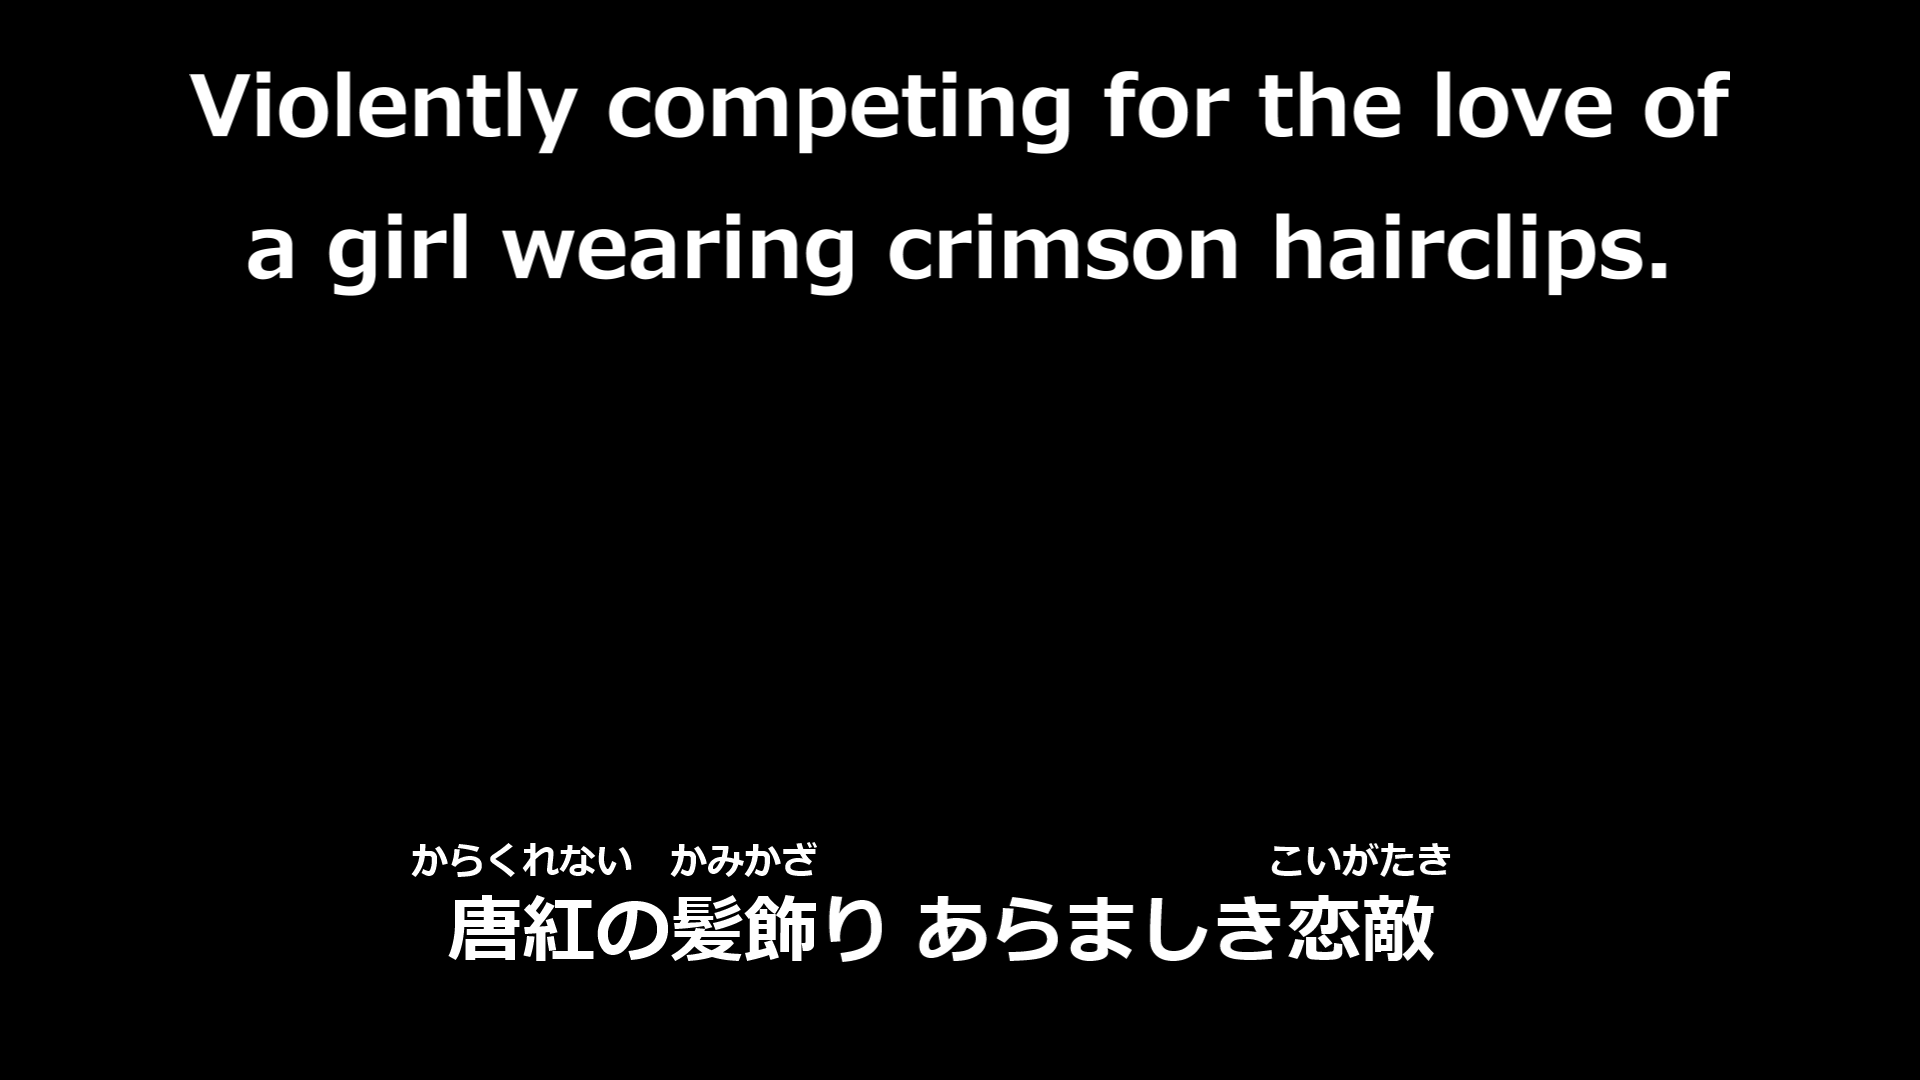 Violently competing for the love of
a girl wearing crimson hairclips.
からくれない かみかざ こいがたき
唐紅の髪飾り あらましき恋敵